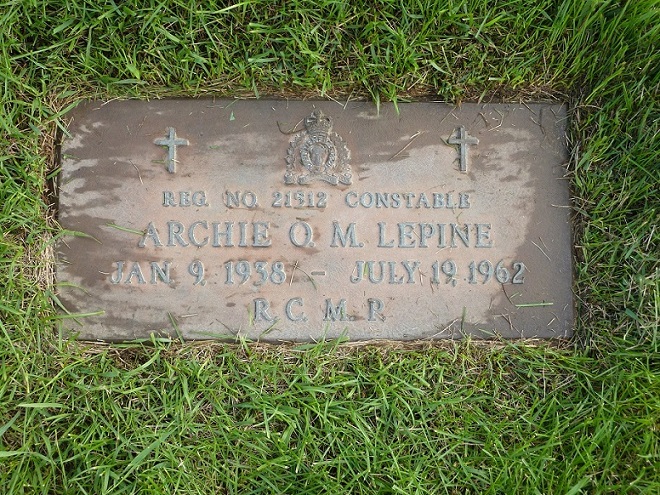 REG. NO. 21312 CONSTABLE
ARCHIE O. M. LEPINE
JAN 9, 1938 – JULY 19, 1962
R. C. M. P.